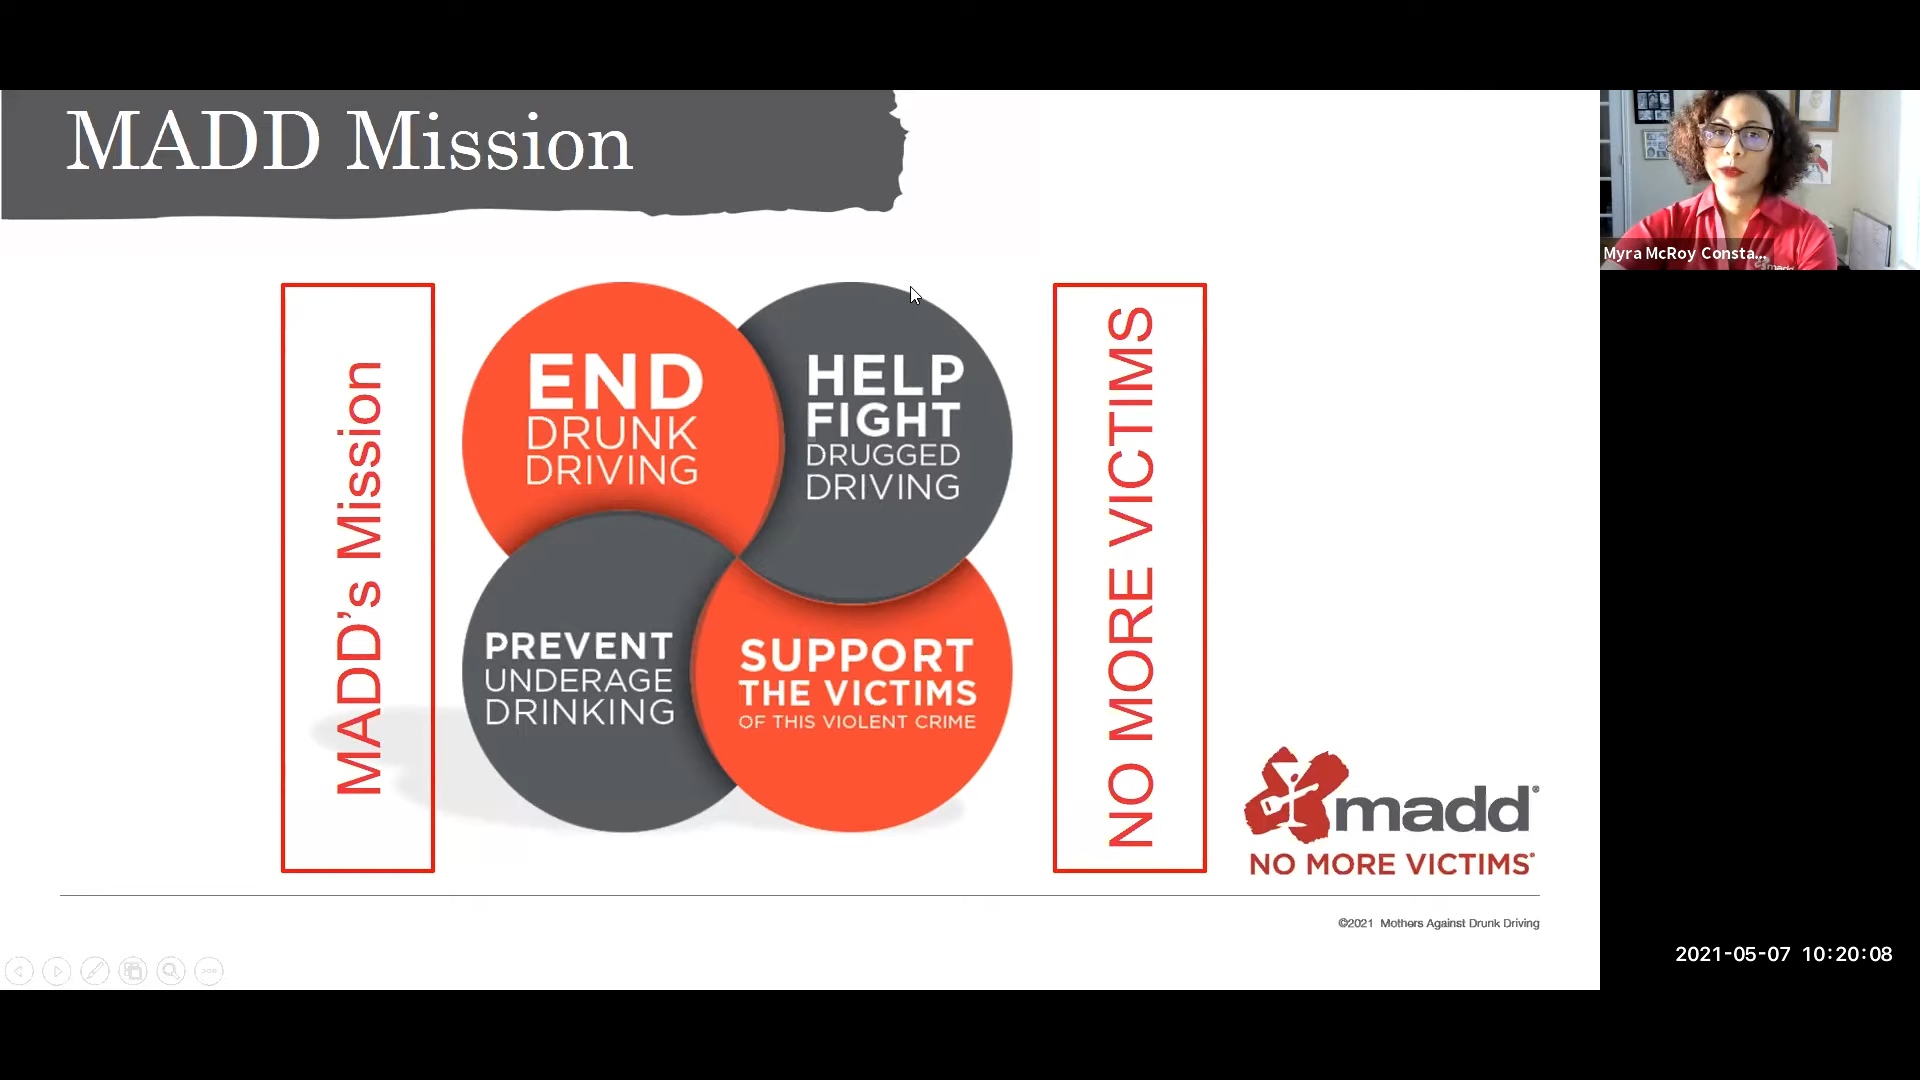 MADD Mission
MADD's Mission
END
DRUNK
DRIVING
HELP
FIGHT
DRUGGED
DRIVING
PREVENT
UNDERAGE
DRINKING
SUPPORT
THE VICTIMS
OF THIS VIOLENT CRIME
NO MORE VICTIMS
madd®
NO MORE VICTIMS®
©2021 Mothers Against Drunk Driving
Myra McRoy Consta...
madd
2021-05-07 10:20:08